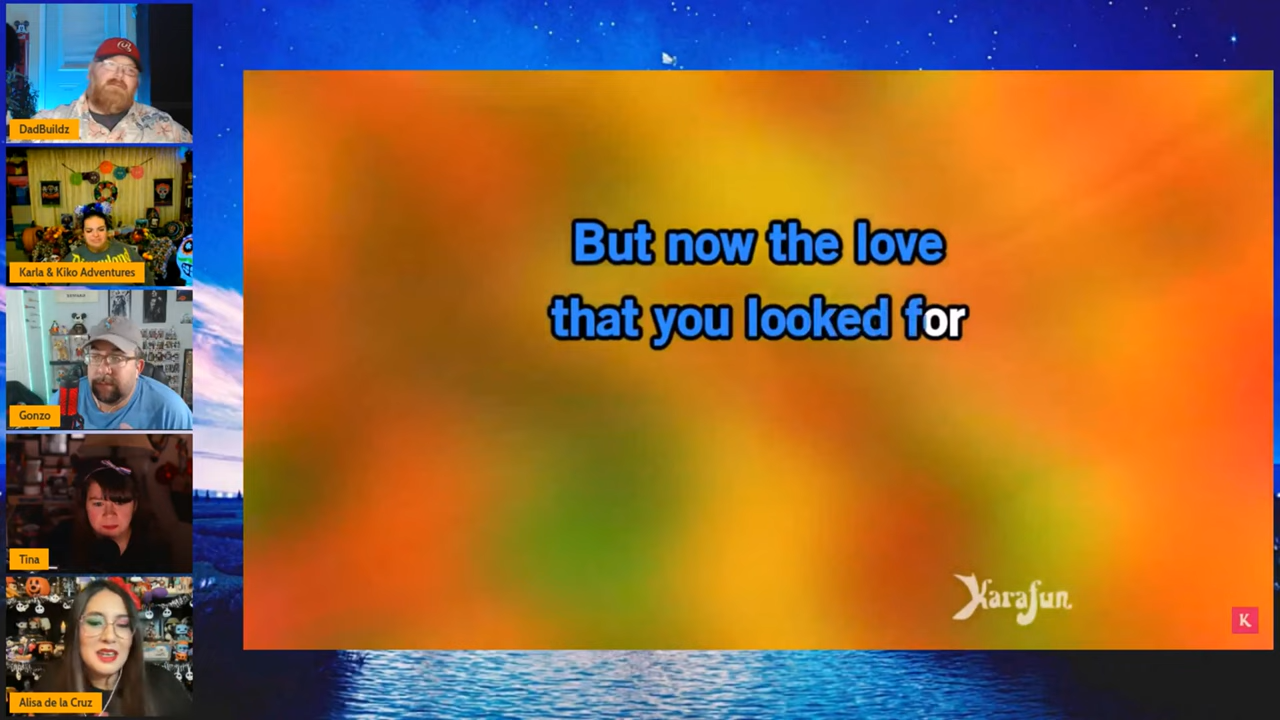 DadBuildz
Karla & Kiko Adventures
Gonzo
Tina
Alisa de la Cruz
But now the love
that you looked for
Karafun
K